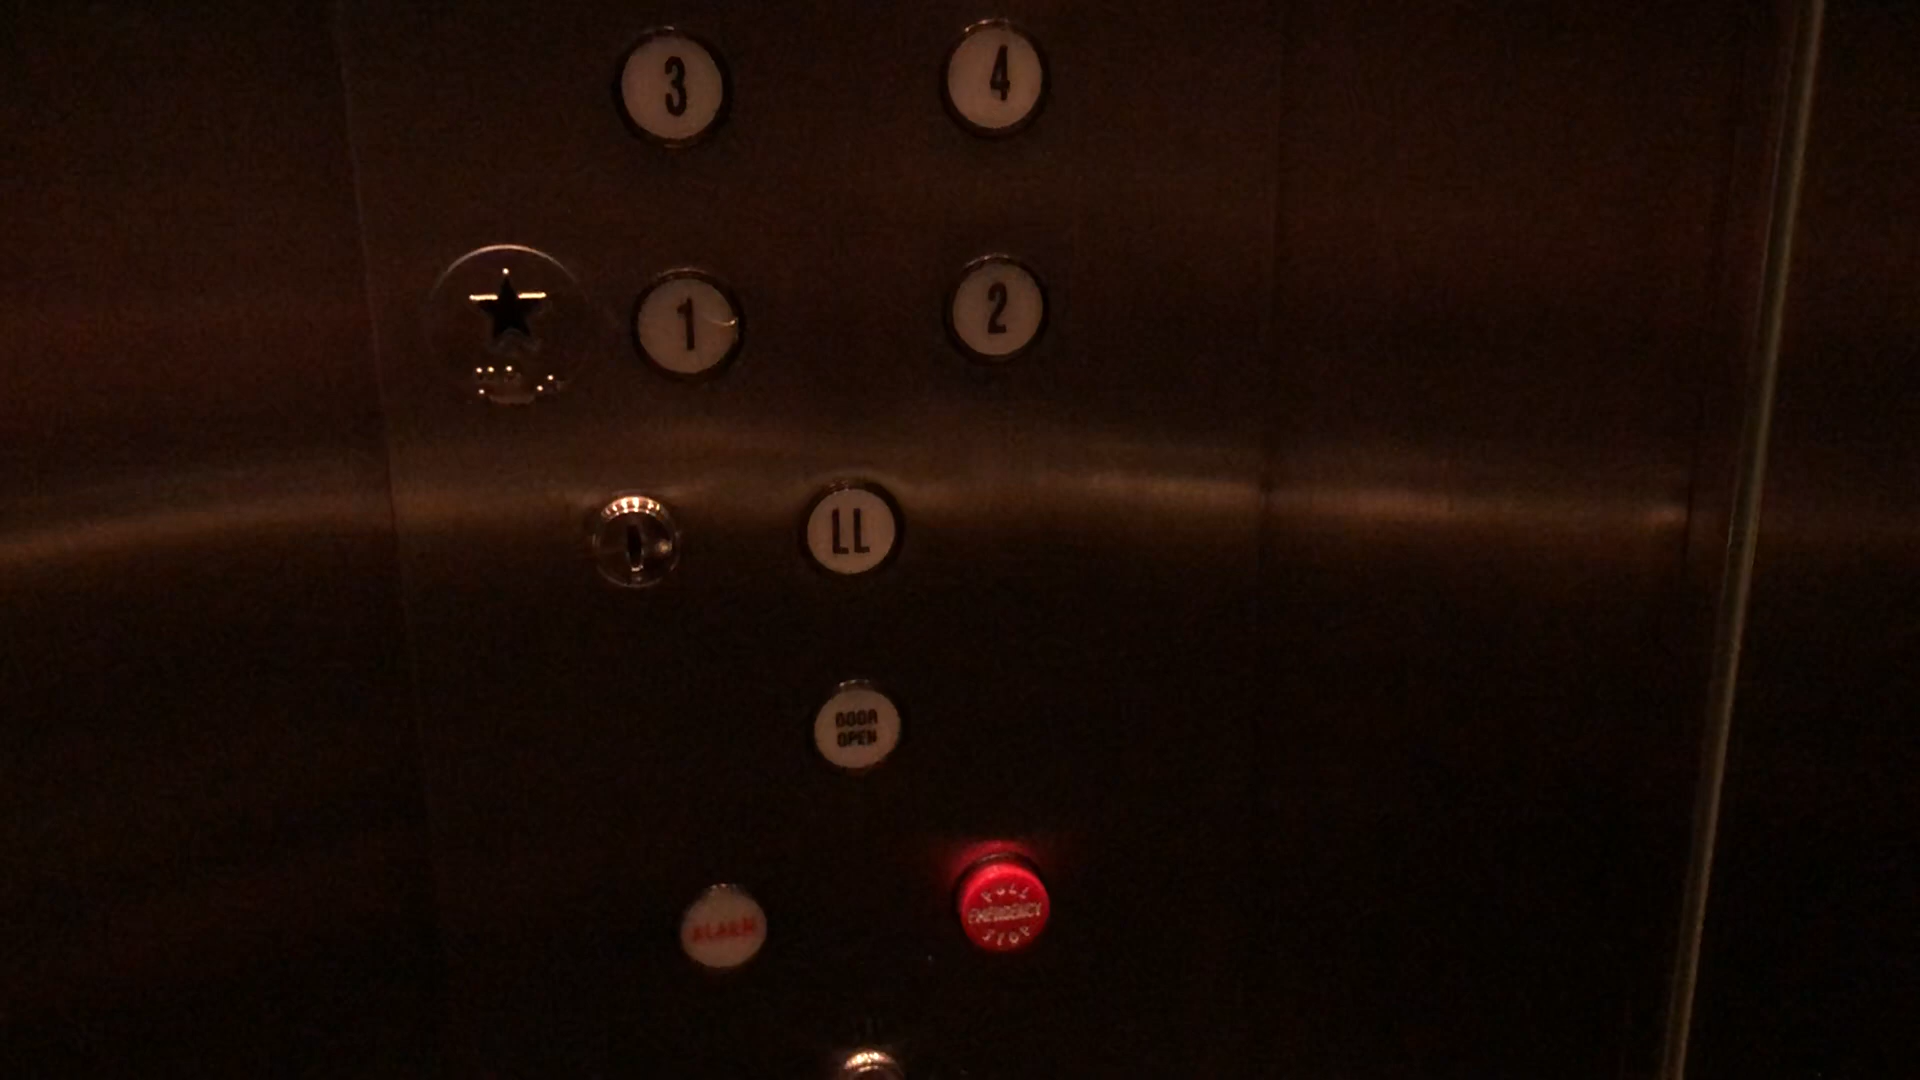 3
4
★
1
2
LL
DOOR
OPEN
ALARM
PULL
EMERGENCY
STOP